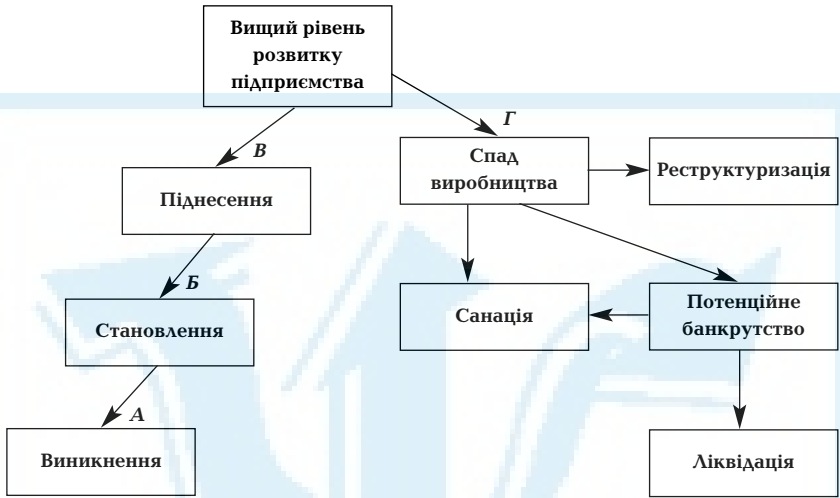 Вищий рівень
розвитку
підприємства
Г
В
Спад
виробництва
Реструктуризація
Піднесення
Б
Становлення
Санація
Потенційне
банкрутство
А
Виникнення
Ліквідація